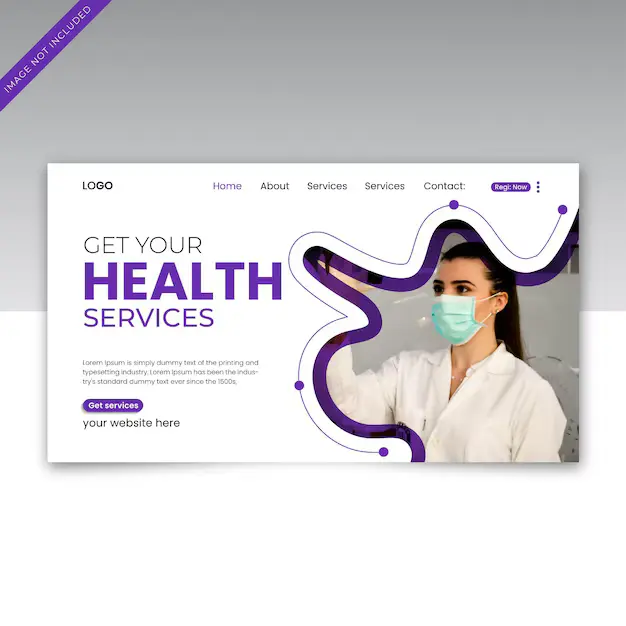 IMAGE NOT INCLUDED
LOGO
Home About Services Services Contact: Regi: Now
GET YOUR
HEALTH
SERVICES
Lorem Ipsum is simply dummy text of the printing and typesetting
industry. Lorem Ipsum has been the industry's standard dummy text
ever since the 1500s,
Get services
your website here